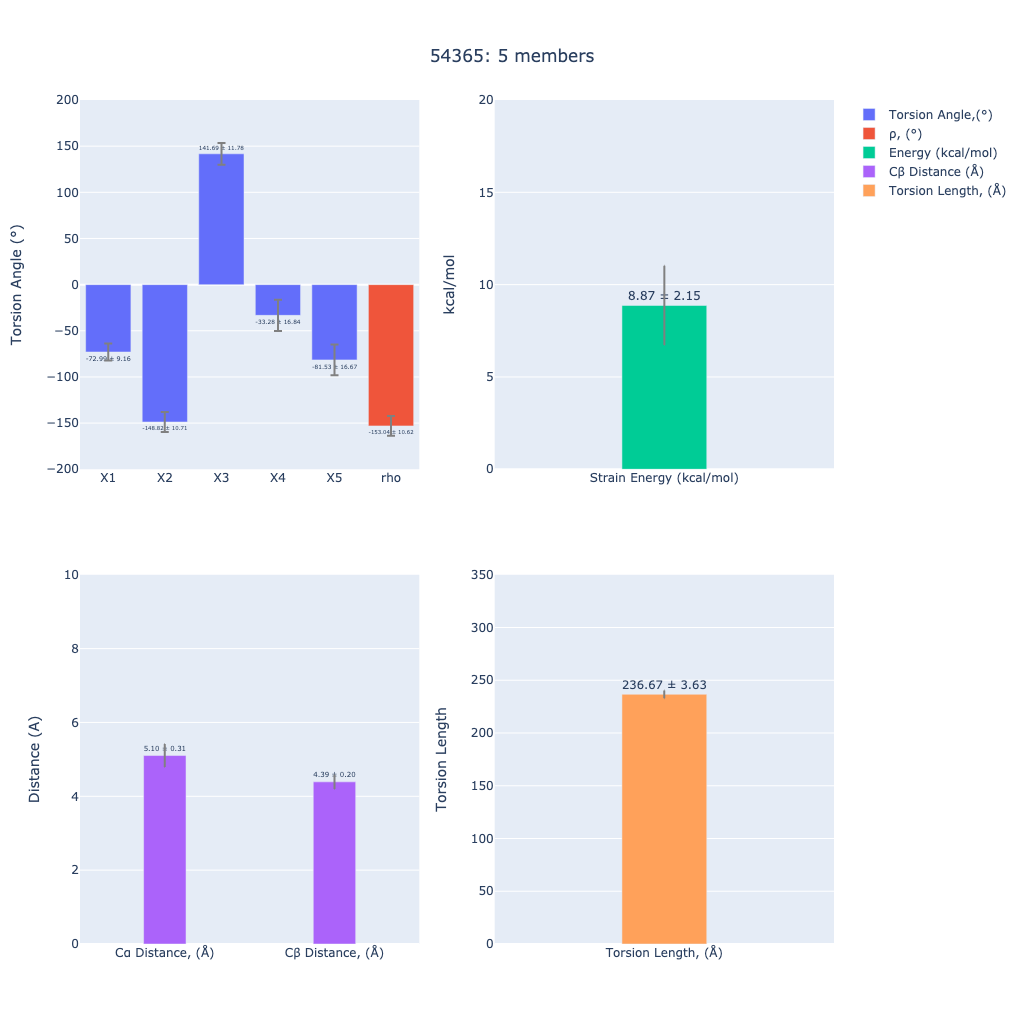 54365: 5 members
Torsion Angle (°)
200
150
100
50
0
−50
−100
−150
−200
-72.99 ± 9.16
-148.82 ± 10.71
141.69 ± 11.78
-33.28 ± 16.84
-81.53 ± 16.67
-153.04 ± 10.62
X1
X2
X3
X4
X5
rho
kcal/mol
20
15
10
5
0
8.87 ± 2.15
Strain Energy (kcal/mol)
Torsion Angle,(°)
ρ, (°)
Energy (kcal/mol)
Cβ Distance (Å)
Torsion Length, (Å)
Distance (A)
10
8
6
4
2
0
5.10 ± 0.31
4.39 ± 0.20
Cα Distance, (Å)
Cβ Distance, (Å)
Torsion Length
350
300
250
200
150
100
50
0
236.67 ± 3.63
Torsion Length, (Å)